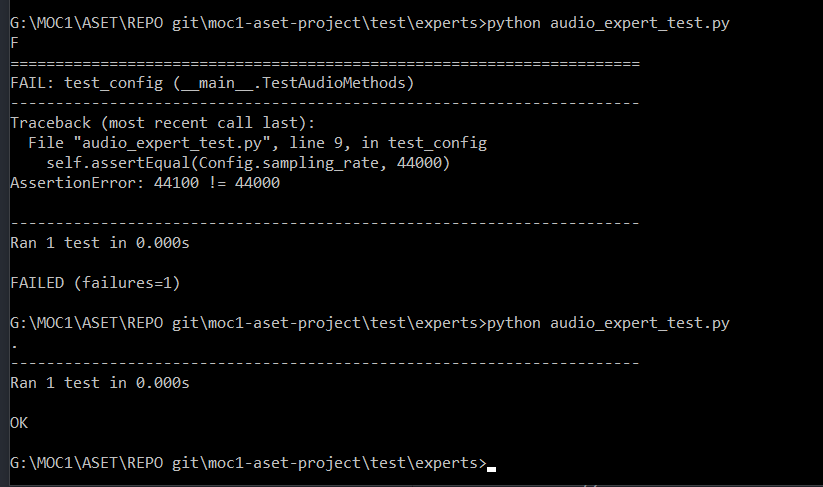 G:\MOC1\ASET\REPO git\moc1-aset-project\test\experts>python audio_expert_test.py
F
======================================================================
FAIL: test_config (__main__.TestAudioMethods)
----------------------------------------------------------------------
Traceback (most recent call last):
  File "audio_expert_test.py", line 9, in test_config
    self.assertEqual(Config.sampling_rate, 44000)
AssertionError: 44100 != 44000

----------------------------------------------------------------------
Ran 1 test in 0.000s

FAILED (failures=1)

G:\MOC1\ASET\REPO git\moc1-aset-project\test\experts>python audio_expert_test.py
.
----------------------------------------------------------------------
Ran 1 test in 0.000s

OK

G:\MOC1\ASET\REPO git\moc1-aset-project\test\experts>